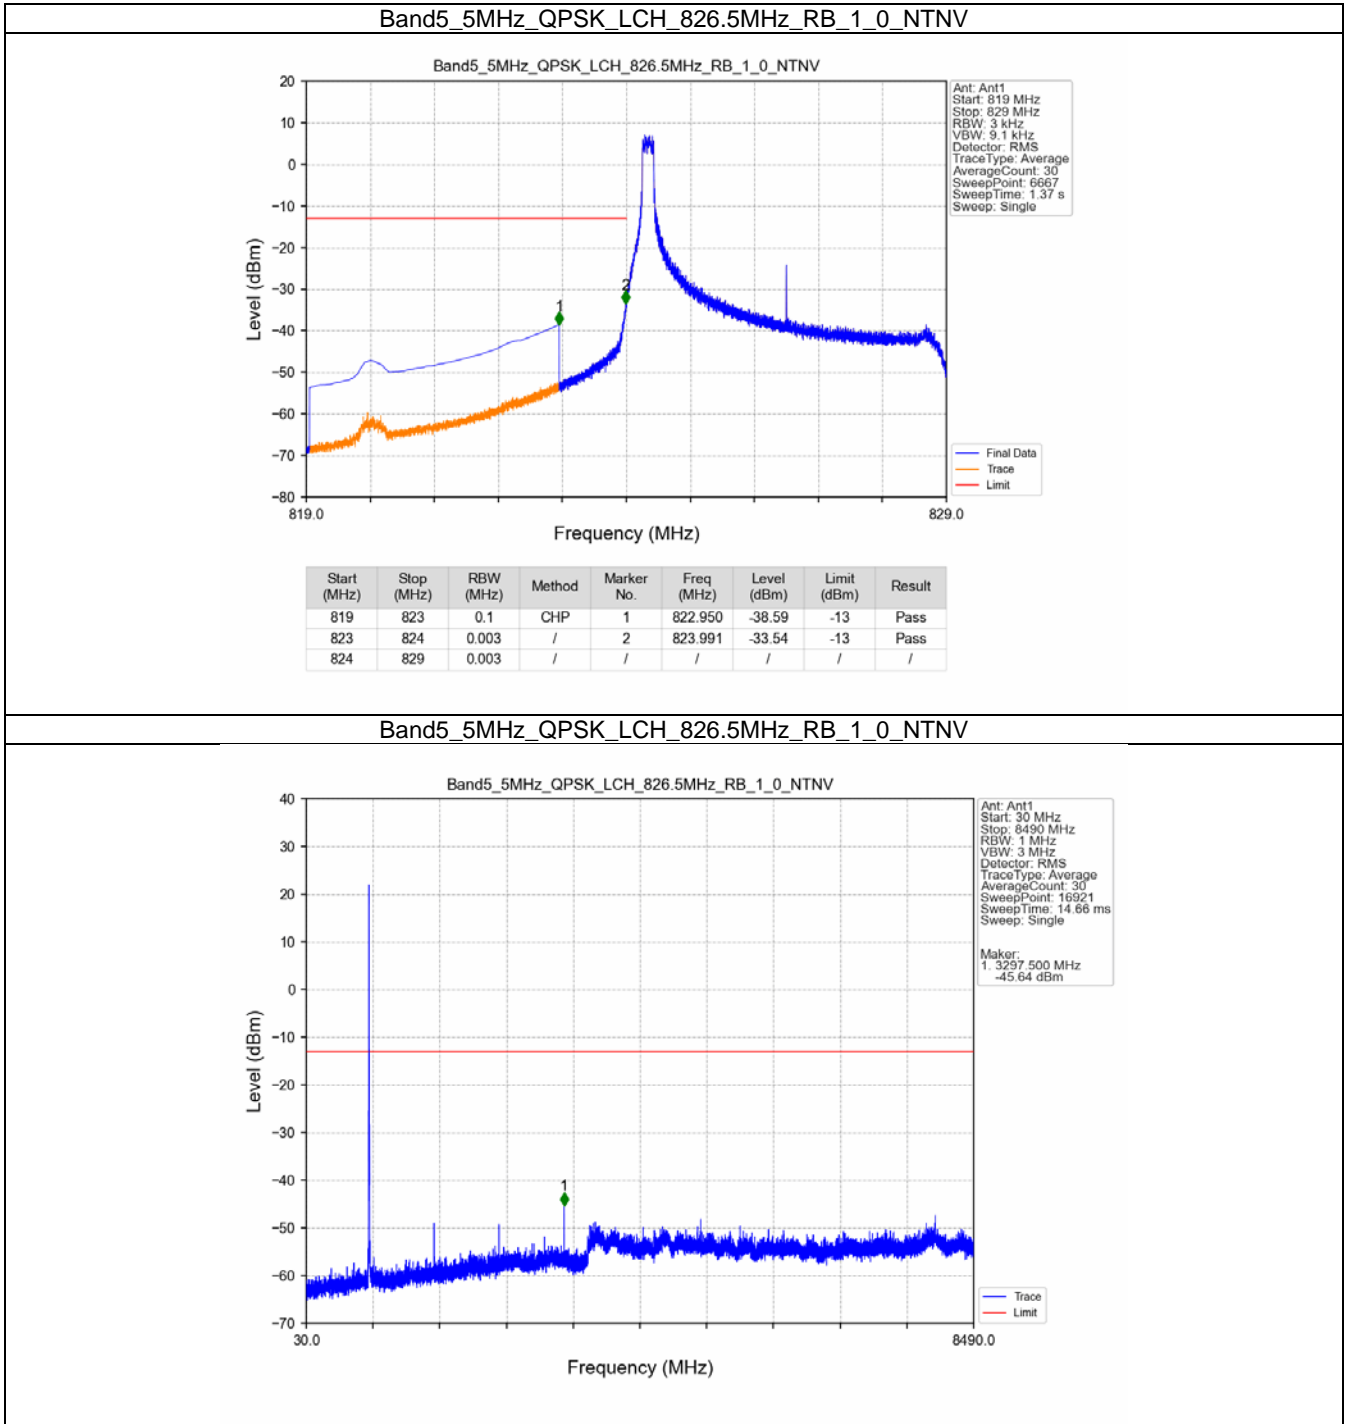 Band5_5MHz_QPSK_LCH_826.5MHz_RB_1_0_NTNV
Band5_5MHz_QPSK_LCH_826.5MHz_RB_1_0_NTNV
20
10
0
−10
−20
−30
−40
−50
−60
−70
−80
Level (dBm)
1
2
819.0
829.0
Frequency (MHz)
Ant: Ant1
Start: 819 MHz
Stop: 829 MHz
RBW: 3 kHz
VBW: 9.1 kHz
Detector: RMS
TraceType: Average
AverageCount: 30
SweepPoint: 6667
SweepTime: 1.37 s
Sweep: Single
Final Data
Trace
Limit
Start (MHz) Stop (MHz) RBW (MHz) Method Marker No. Freq (MHz) Level (dBm) Limit (dBm) Result
819 823 0.1 CHP 1 822.950 -38.59 -13 Pass
823 824 0.003 / 2 823.991 -33.54 -13 Pass
824 829 0.003 / / / / / /
Band5_5MHz_QPSK_LCH_826.5MHz_RB_1_0_NTNV
Band5_5MHz_QPSK_LCH_826.5MHz_RB_1_0_NTNV
40
30
20
10
0
−10
−20
−30
−40
−50
−60
−70
Level (dBm)
1
30.0
8490.0
Frequency (MHz)
Ant: Ant1
Start: 30 MHz
Stop: 8490 MHz
RBW: 1 MHz
VBW: 3 MHz
Detector: RMS
TraceType: Average
AverageCount: 30
SweepPoint: 16921
SweepTime: 14.66 ms
Sweep: Single
Maker:
1. 3297.500 MHz
-45.64 dBm
Trace
Limit